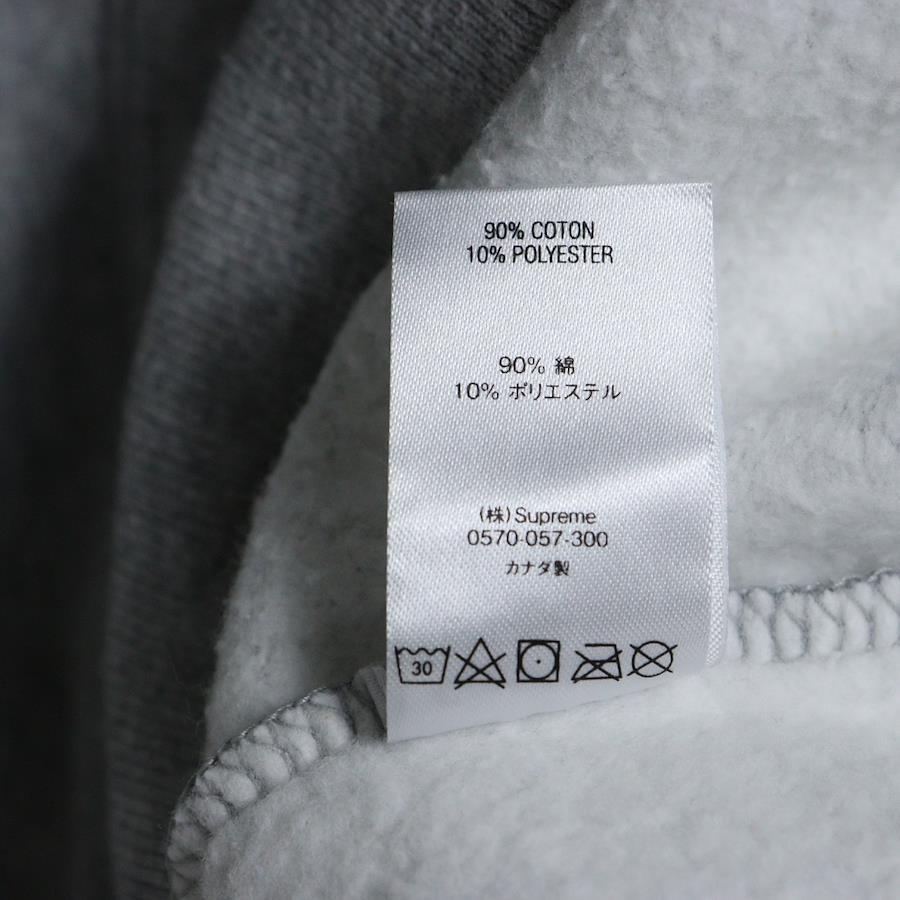 90% COTON
10% POLYESTER
90% 綿
10% ポリエステル
(株) Supreme
0570-057-300
カナダ製
30